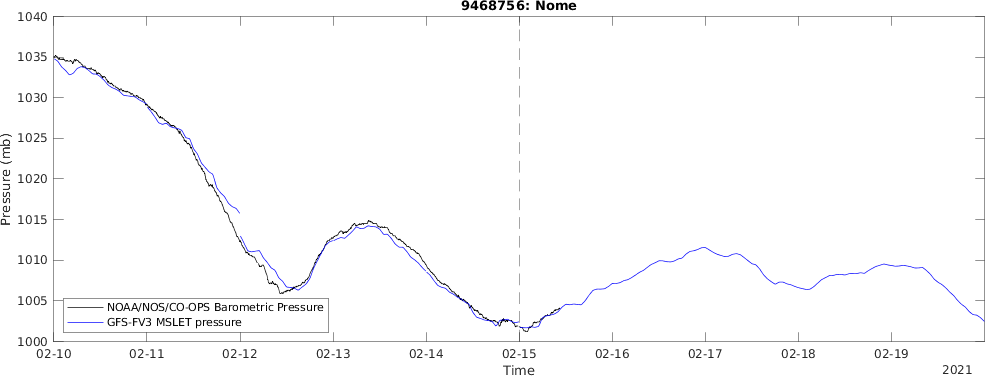 9468756: Nome
1040
1035
1030
1025
1020
1015
1010
1005
1000
Pressure (mb)
NOAA/NOS/CO-OPS Barometric Pressure
GFS-FV3 MSLET pressure
02-10 02-11 02-12 02-13 02-14 02-15 02-16 02-17 02-18 02-19
Time
2021